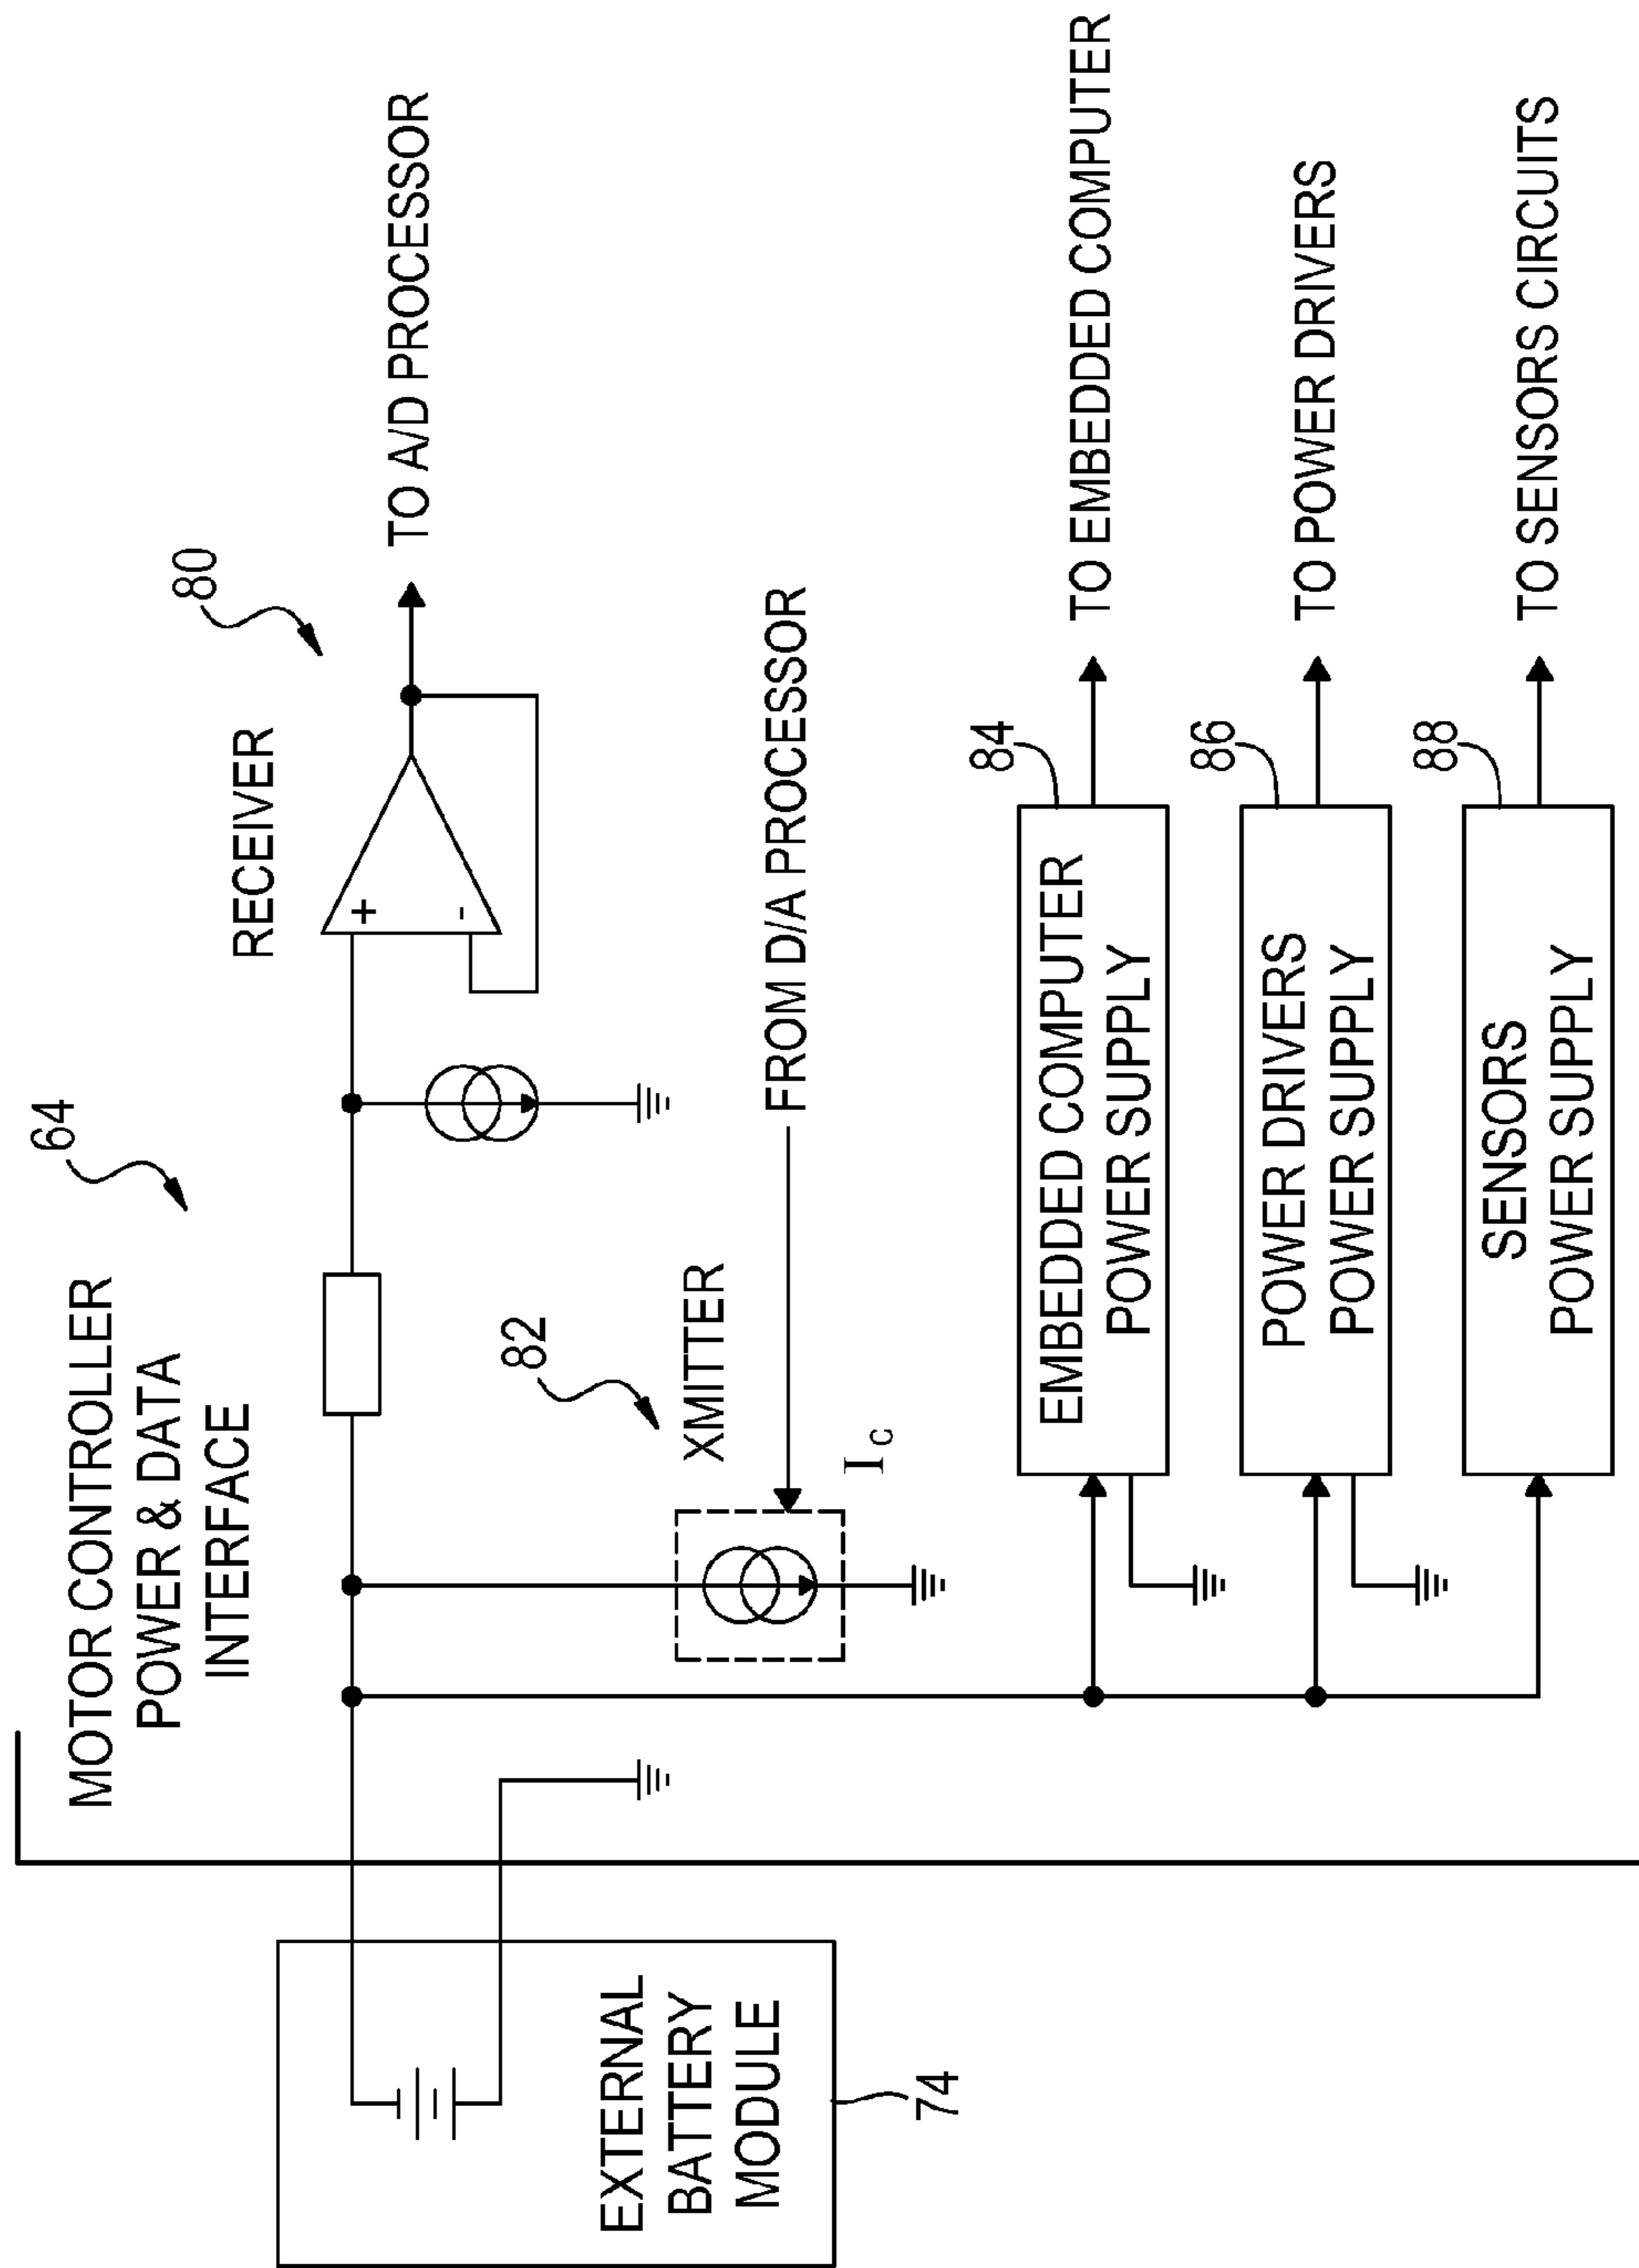 64
MOTOR CONTROLLER
POWER & DATA
INTERFACE
RECEIVER
80
TO A/D PROCESSOR
82
XMITTER
FROM D/A PROCESSOR
I C
EXTERNAL
BATTERY
MODULE
74
EMBEDDED COMPUTER
POWER SUPPLY
84
TO EMBEDDED COMPUTER
POWER DRIVERS
POWER SUPPLY
86
TO POWER DRIVERS
SENSORS
POWER SUPPLY
88
TO SENSORS CIRCUITS
+
-